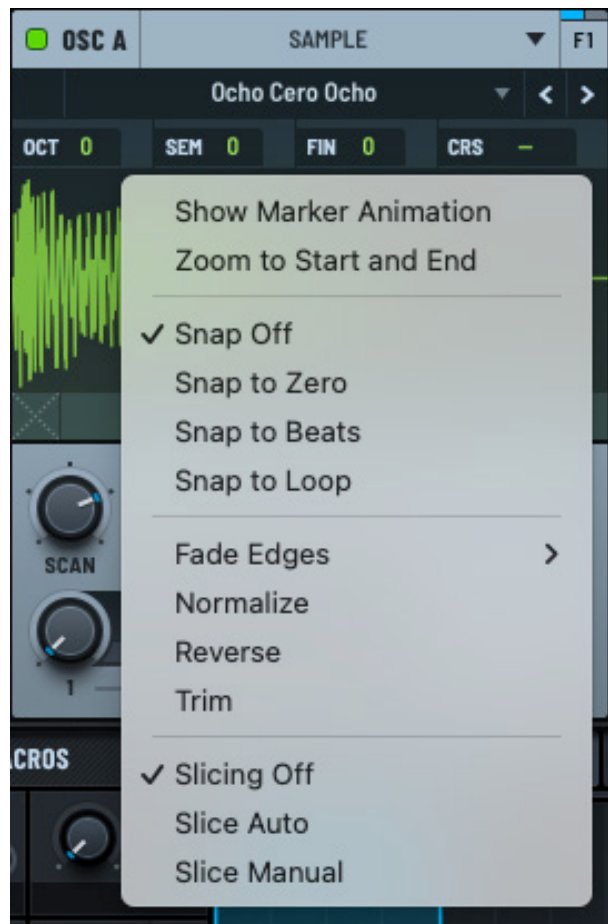 OSC A SAMPLE F1
Ocho Cero Ocho
OCT 0 SEM 0 FIN 0 CRS –
Show Marker Animation
Zoom to Start and End
Snap Off
Snap to Zero
Snap to Beats
Snap to Loop
Fade Edges
SCAN
Normalize
Reverse
1
Trim
CROS
Slicing Off
Slice Auto
Slice Manual